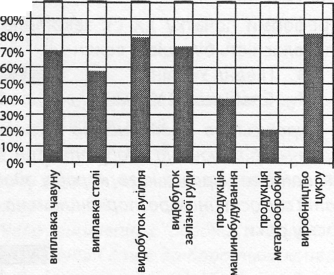 90%
80%
70%
60%
50%
40%
30%
20%
10%
0%
виплавка чавуну
виплавка сталі
видобуток вугілля
видобуток
залізної руди
продукція
машинобудування
продукція
металообробки
виробництво
цукру